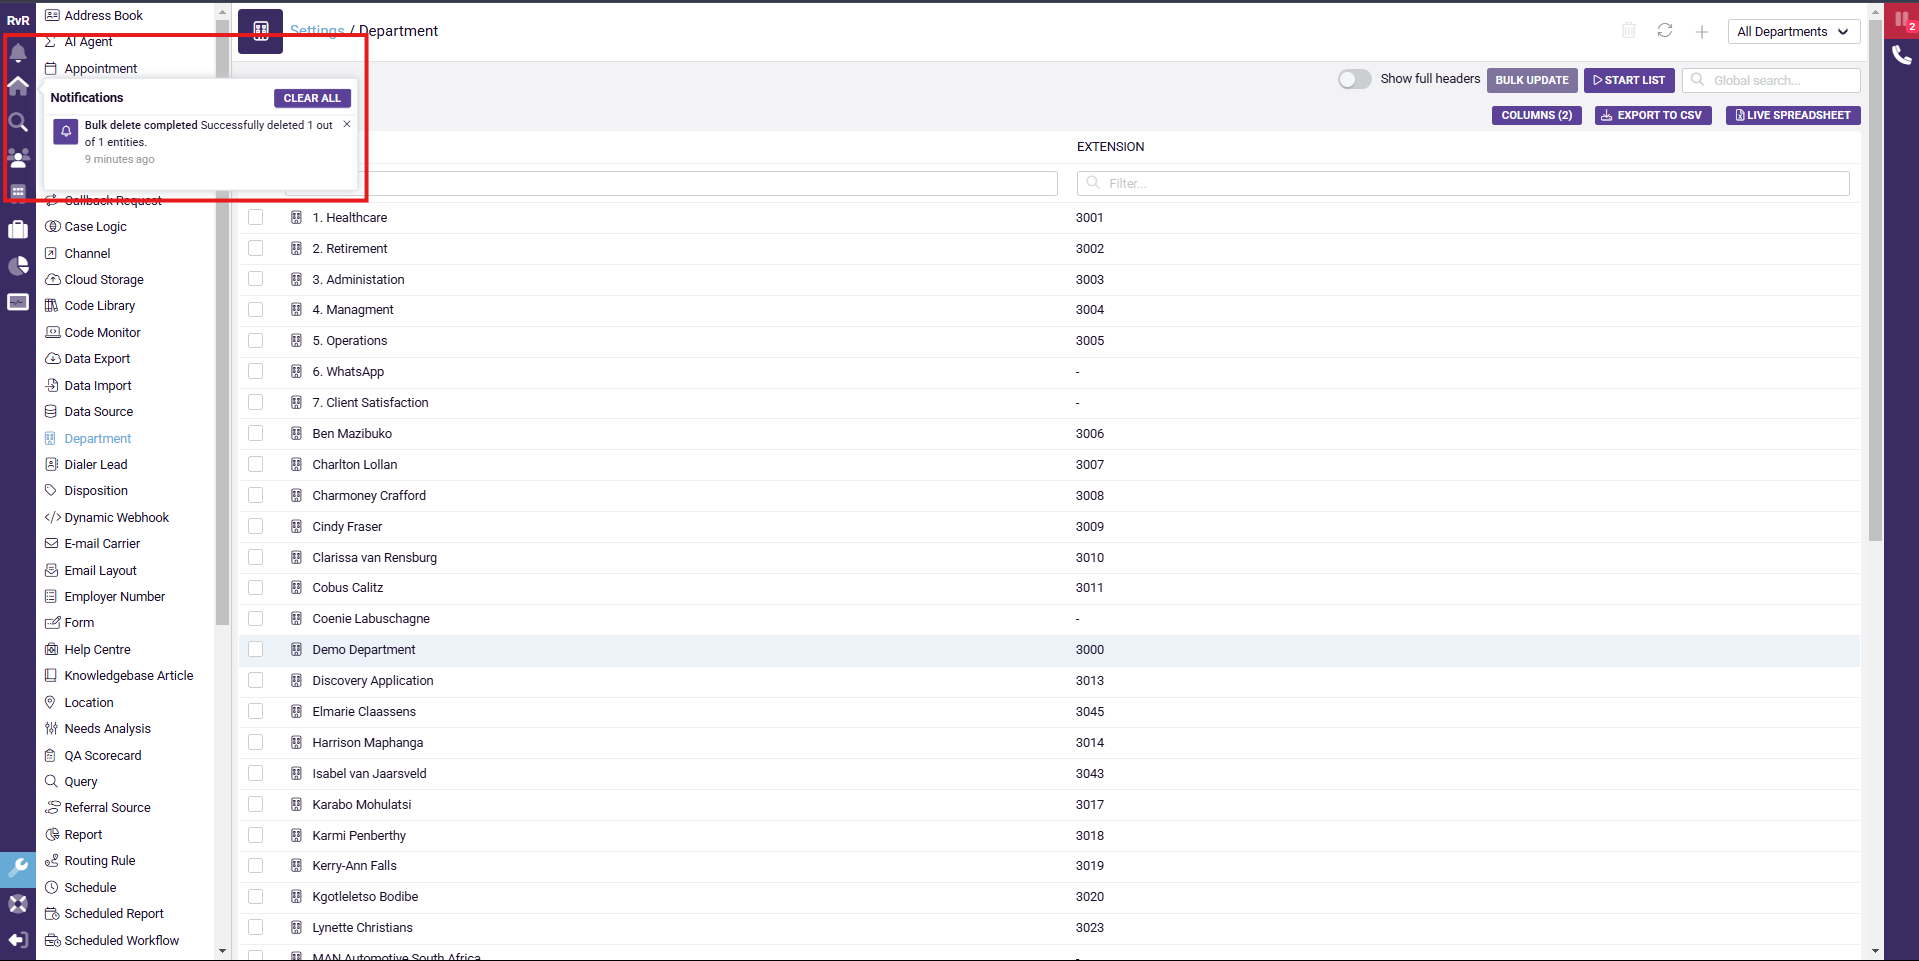 RvR
Address Book
AI Agent
Appointment
Notifications
CLEAR ALL
Bulk delete completed Successfully deleted 1 out
of 1 entities.
9 minutes ago
Callback Request
Case Logic
Channel
Cloud Storage
Code Library
Code Monitor
Data Export
Data Import
Data Source
Department
Dialer Lead
Disposition
Dynamic Webhook
E-mail Carrier
Email Layout
Employer Number
Form
Help Centre
Knowledgebase Article
Location
Needs Analysis
QA Scorecard
Query
Referral Source
Report
Routing Rule
Schedule
Scheduled Report
Scheduled Workflow
Settings / Department
All Departments
2
Show full headers
BULK UPDATE
START LIST
Global search...
COLUMNS (2)
EXPORT TO CSV
LIVE SPREADSHEET
EXTENSION
Filter...
1. Healthcare 3001
2. Retirement 3002
3. Administation 3003
4. Managment 3004
5. Operations 3005
6. WhatsApp -
7. Client Satisfaction -
Ben Mazibuko 3006
Charlton Lollan 3007
Charmoney Crafford 3008
Cindy Fraser 3009
Clarissa van Rensburg 3010
Cobus Calitz 3011
Coenie Labuschagne -
Demo Department 3000
Discovery Application 3013
Elmarie Claassens 3045
Harrison Maphanga 3014
Isabel van Jaarsveld 3043
Karabo Mohulatsi 3017
Karmi Penberthy 3018
Kerry-Ann Falls 3019
Kgotleletso Bodibe 3020
Lynette Christians 3023
MAN Automotive South Africa -